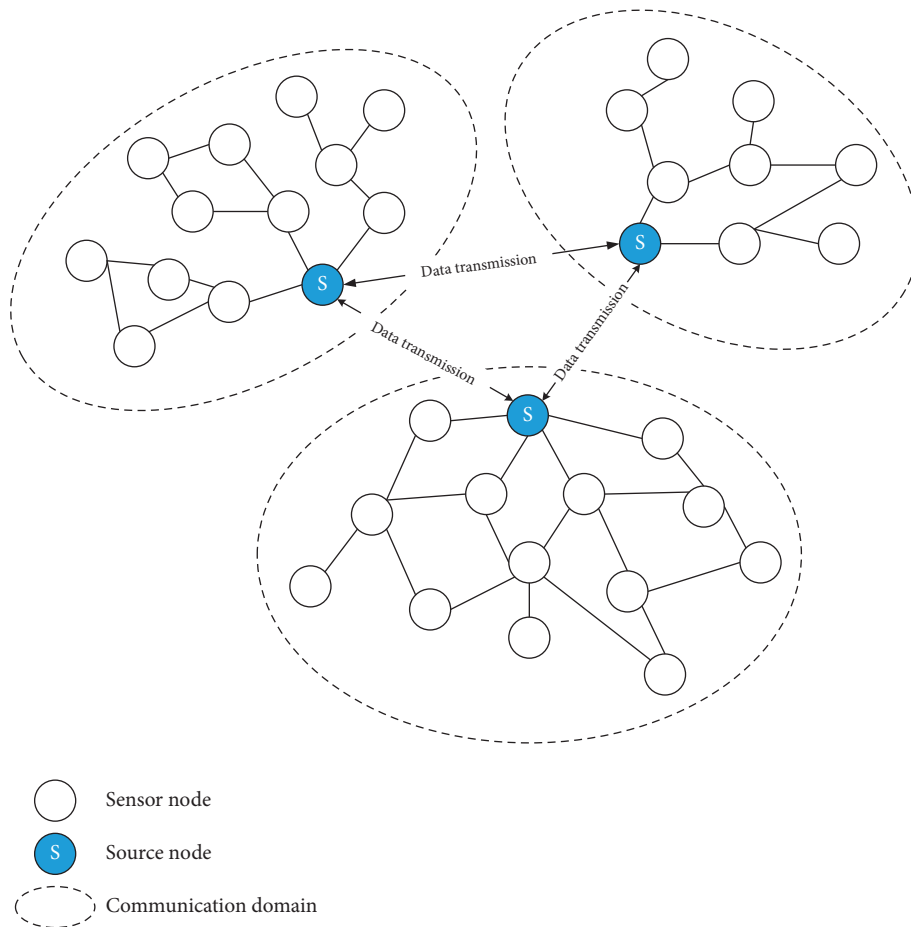 S
Data transmission
S
Data transmission
Data transmission
S
Sensor node
S Source node
Communication domain